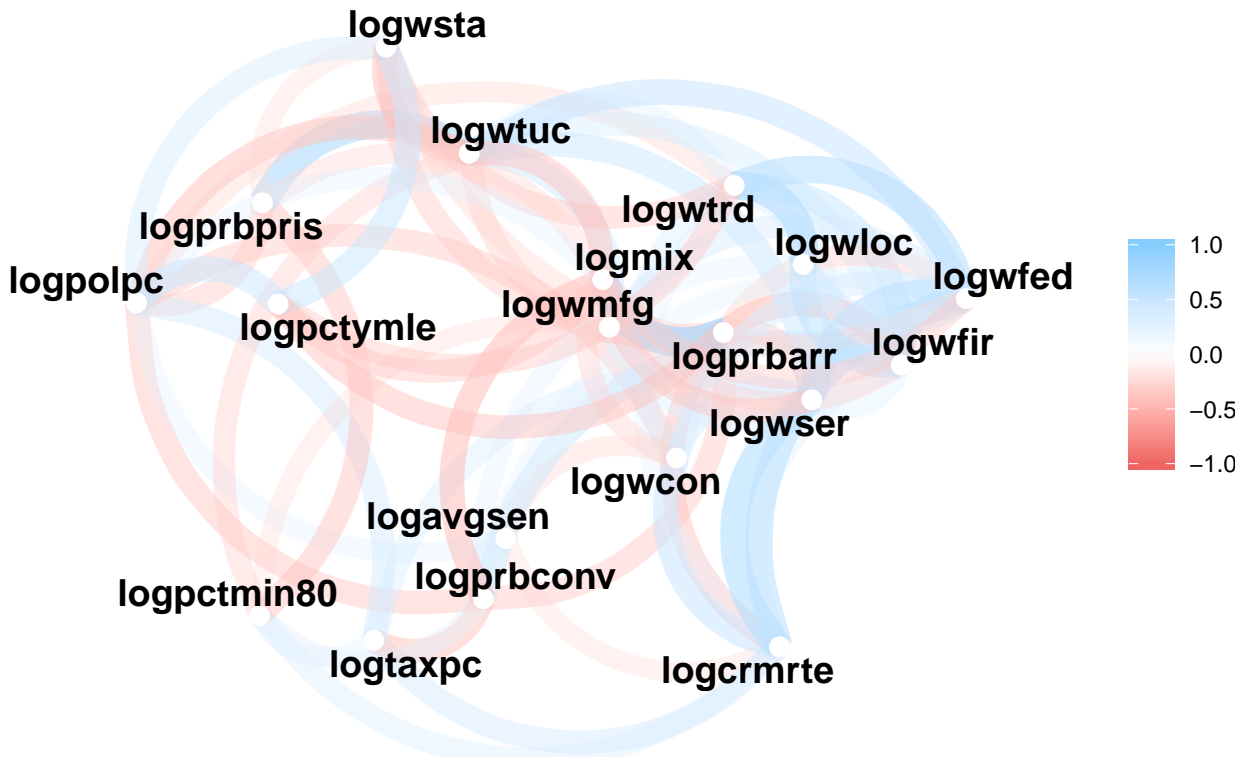 logwsta
logwtuc
logwtrd
logprbpris
logwloc
logmix
logwfed
logpolpc
logwmfg
logpctymle
logprbarr
logwfir
logwser
logwcon
logavgsen
logprbconv
logpctmin80
logtaxpc
logcrmrte
1.0
0.5
0.0
−0.5
−1.0